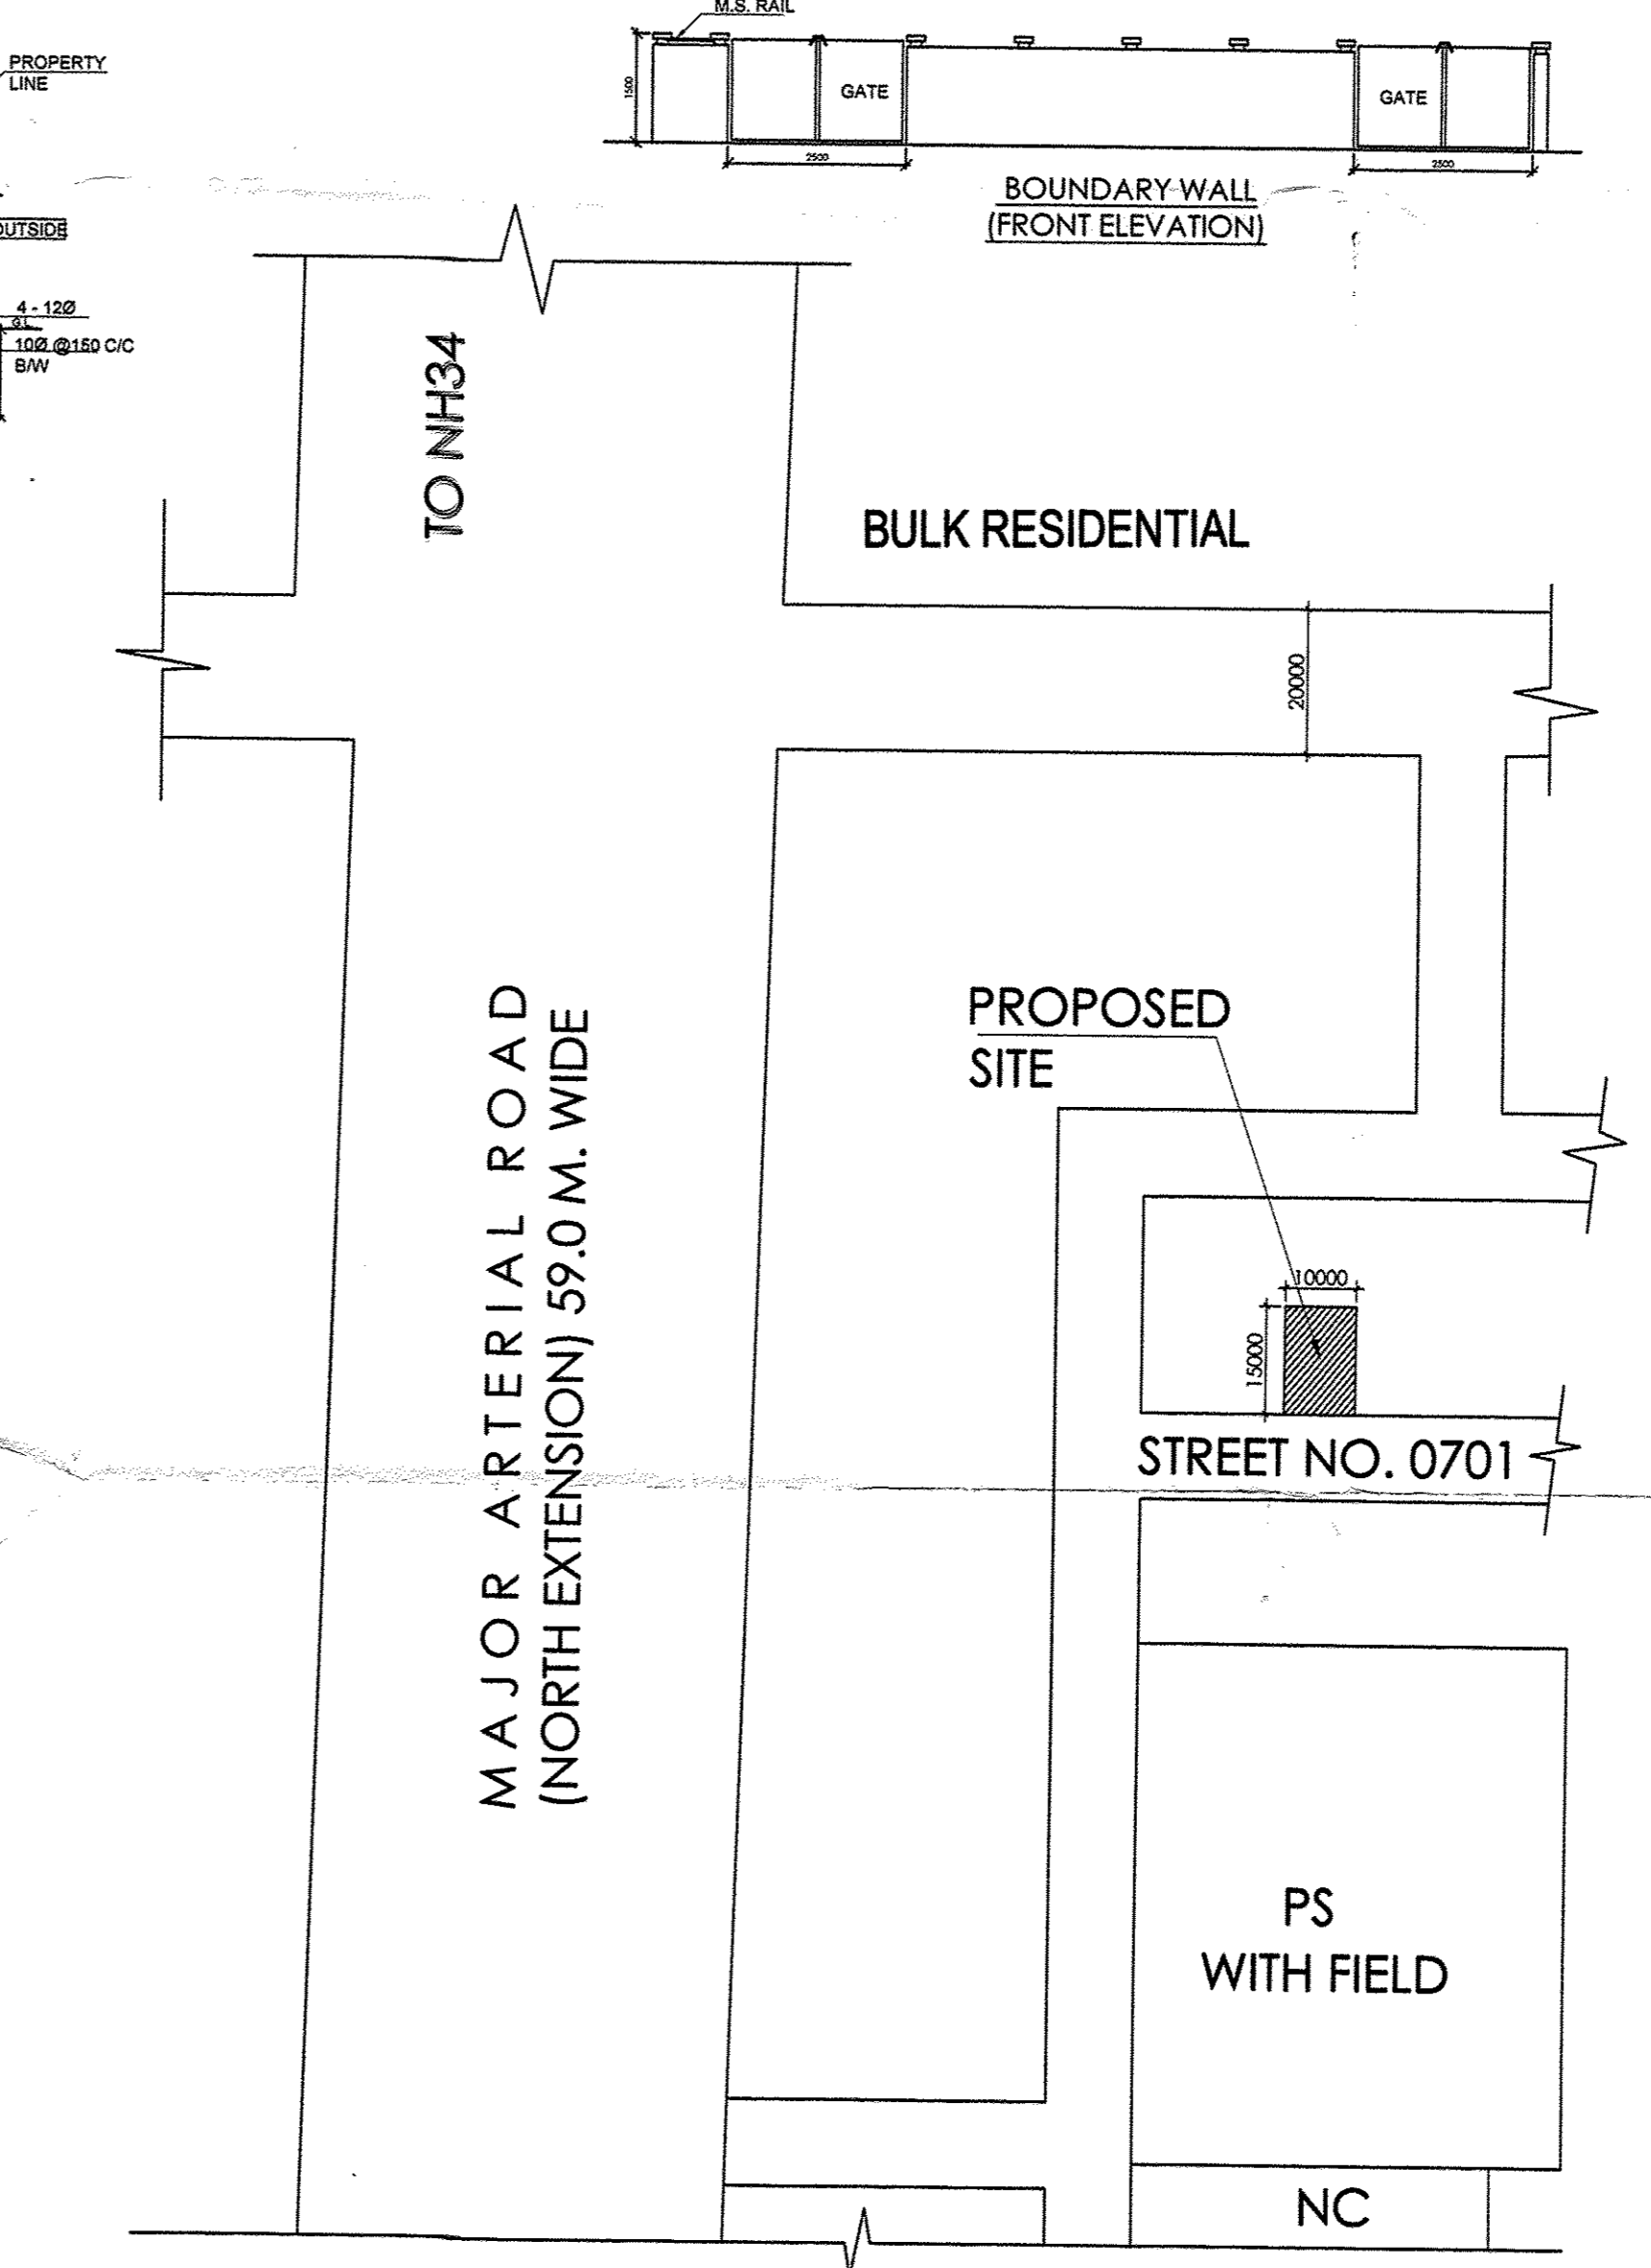 M.S. RAIL
PROPERTY
LINE
1500
GATE
GATE
2500
2500
BOUNDARY WALL
(FRONT ELEVATION)
OUTSIDE
4 - 12Ø
G.L
10Ø @150 C/C
B/W
TO NH34
BULK RESIDENTIAL
20000
MAJOR ARTERIAL ROAD
(NORTH EXTENSION) 59.0 M. WIDE
PROPOSED
SITE
10000
15000
STREET NO. 0701
PS
WITH FIELD
NC